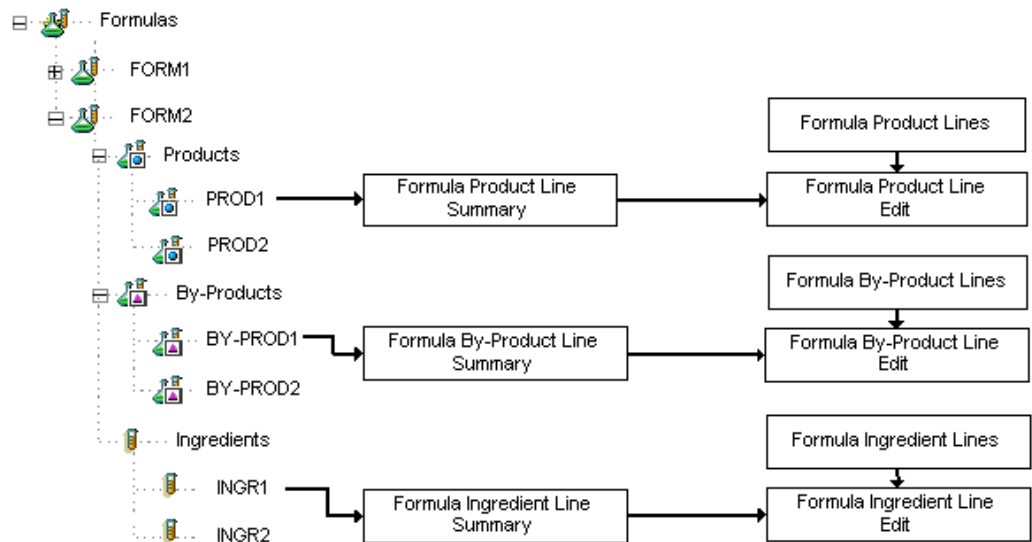 Formulas
FORM1
FORM2
Formula Product Lines
Products
PROD1
Formula Product Line
Summary
Formula Product Line
Edit
PROD2
Formula By-Product Lines
By-Products
BY-PROD1
Formula By-Product Line
Summary
Formula By-Product Line
Edit
BY-PROD2
Ingredients
Formula Ingredient Lines
INGR1
Formula Ingredient Line
Summary
Formula Ingredient Line
Edit
INGR2